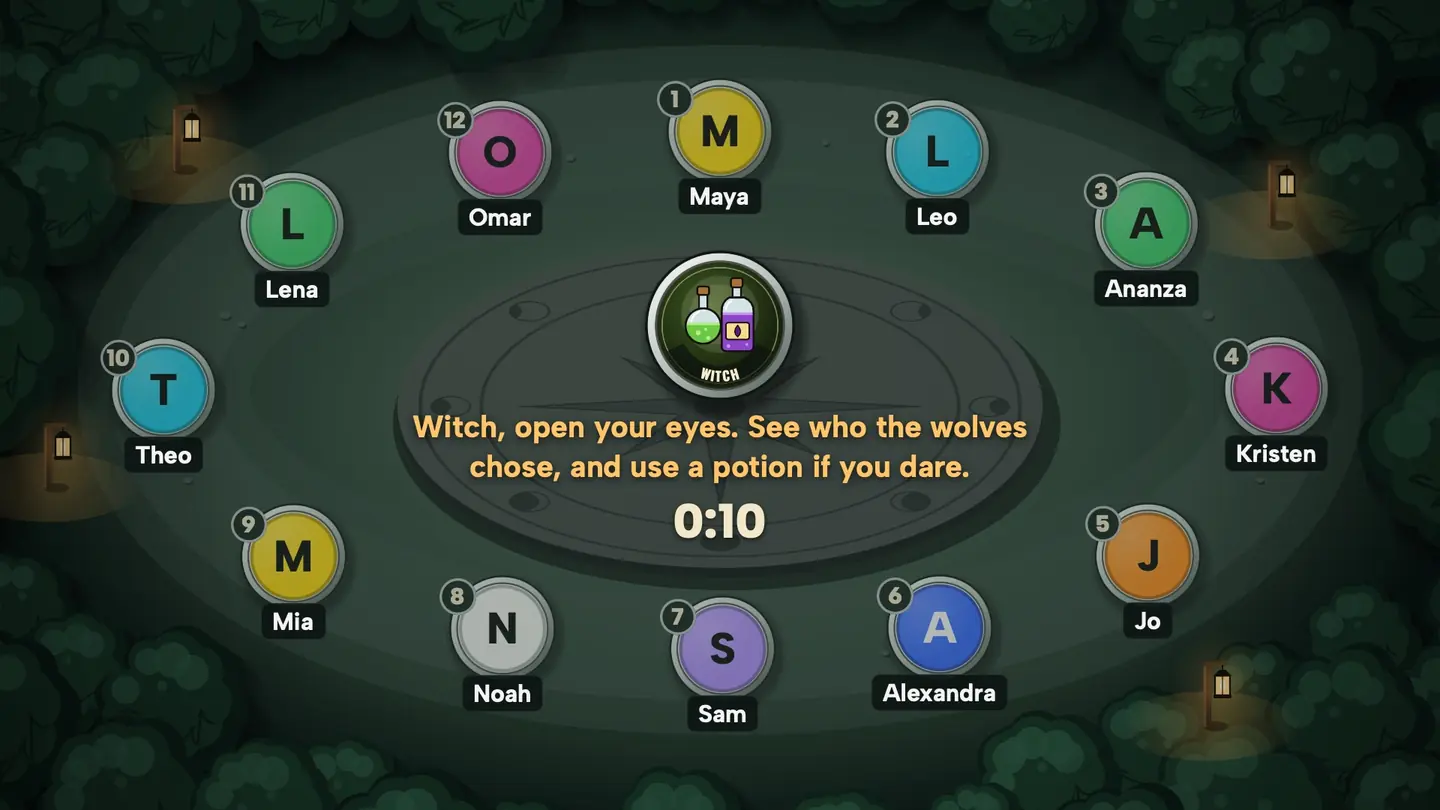 1
M
Maya
2
L
Leo
3
A
Ananza
4
K
Kristen
5
J
Jo
6
A
Alexandra
7
S
Sam
8
N
Noah
9
M
Mia
10
T
Theo
11
L
Lena
12
O
Omar
WITCH
Witch, open your eyes. See who the wolves
chose, and use a potion if you dare.
0:10